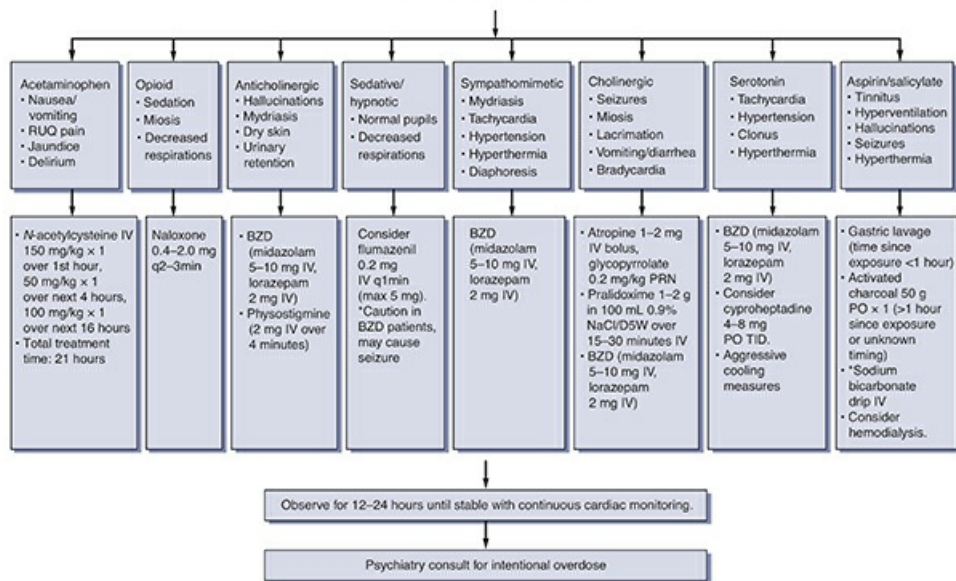 Acetaminophen
• Nausea/
vomiting
• RUQ pain
• Jaundice
• Delirium
Opioid
• Sedation
• Miosis
• Decreased
respirations
Anticholinergic
• Hallucinations
• Mydriasis
• Dry skin
• Urinary
retention
Sedative/
hypnotic
• Normal pupils
• Decreased
respirations
Sympathomimetic
• Mydriasis
• Tachycardia
• Hypertension
• Hyperthermia
• Diaphoresis
Cholinergic
• Seizures
• Miosis
• Lacrimation
• Vomiting/diarrhea
• Bradycardia
Serotonin
• Tachycardia
• Hypertension
• Clonus
• Hyperthermia
Aspirin/salicylate
• Tinnitus
• Hyperventilation
• Hallucinations
• Seizures
• Hyperthermia
• N-acetylcysteine IV
150 mg/kg × 1
over 1st hour,
50 mg/kg × 1
over next 4 hours,
100 mg/kg × 1
over next 16 hours
• Total treatment
time: 21 hours
Naloxone
0.4–2.0 mg
q2–3min
• BZD
(midazolam
5–10 mg IV,
lorazepam
2 mg IV)
• Physostigmine
(2 mg IV over
4 minutes)
Consider
flumazenil
0.2 mg
IV q1min
(max 5 mg).
*Caution in
BZD patients,
may cause
seizure
BZD
(midazolam
5–10 mg IV,
lorazepam
2 mg IV)
• Atropine 1–2 mg
IV bolus,
glycopyrrolate
0.2 mg/kg PRN
• Pralidoxime 1–2 g
in 100 mL 0.9%
NaCl/D5W over
15–30 minutes IV
• BZD (midazolam
5–10 mg IV,
lorazepam
2 mg IV)
• BZD (midazolam
5–10 mg IV,
lorazepam
2 mg IV)
• Consider
cyproheptadine
4–8 mg
PO TID.
• Aggressive
cooling
measures
• Gastric lavage
(time since
exposure <1 hour)
• Activated
charcoal 50 g
PO × 1 (>1 hour
since exposure
or unknown
timing)
• *Sodium
bicarbonate
drip IV
• Consider
hemodialysis.
Observe for 12–24 hours until stable with continuous cardiac monitoring.
Psychiatry consult for intentional overdose